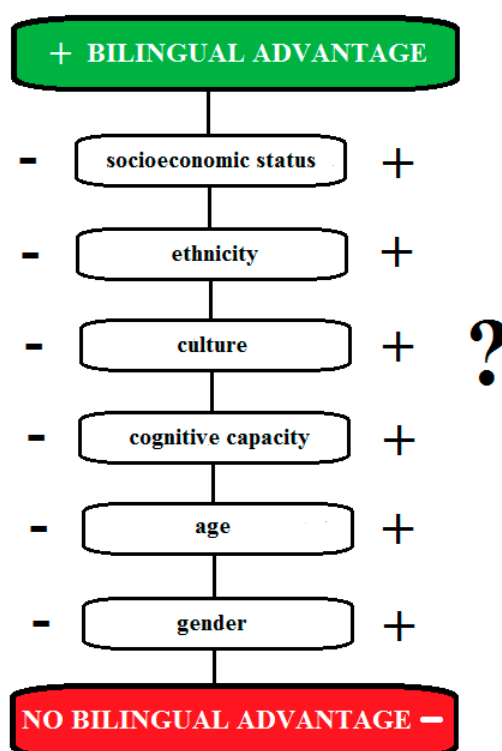 + BILINGUAL ADVANTAGE
- socioeconomic status +
- ethnicity +
- culture + ?
- cognitive capacity +
- age +
- gender +
NO BILINGUAL ADVANTAGE -